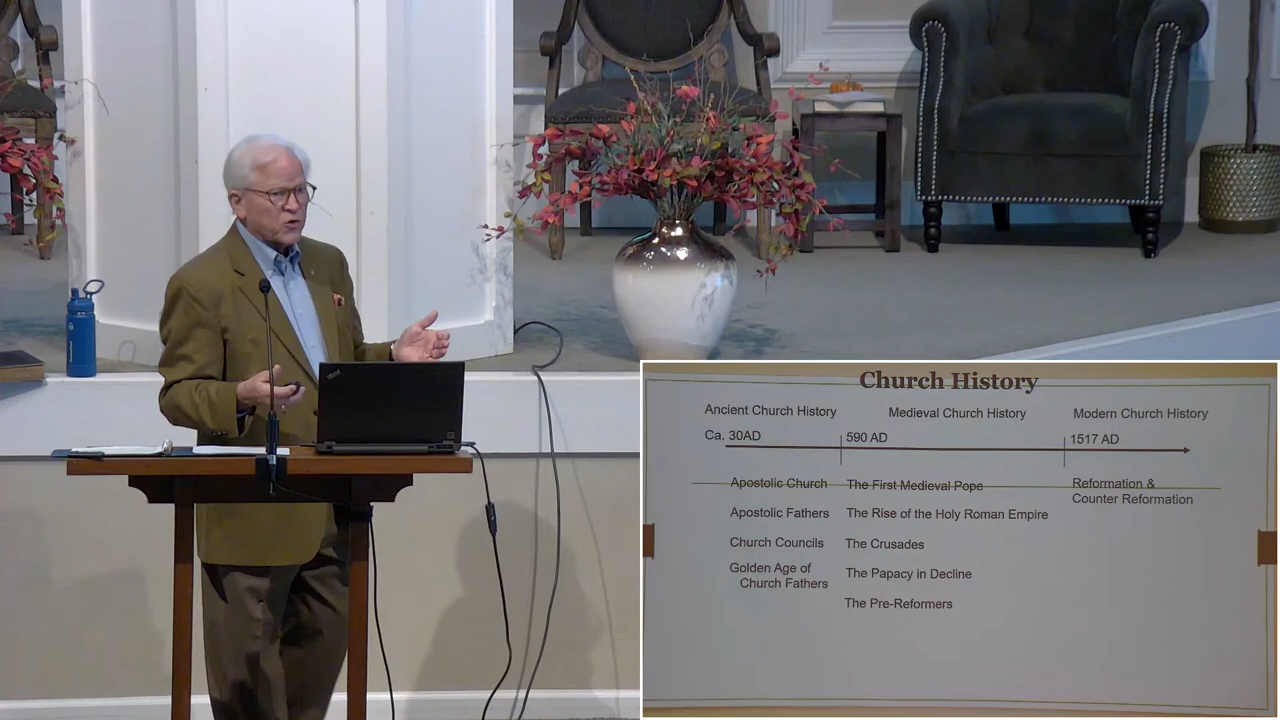 Church History
Ancient Church History
Medieval Church History
Modern Church History
Ca. 30AD
590 AD
1517 AD
Apostolic Church
The First Medieval Pope
Reformation &
Counter Reformation
Apostolic Fathers
The Rise of the Holy Roman Empire
Church Councils
The Crusades
Golden Age of
Church Fathers
The Papacy in Decline
The Pre-Reformers